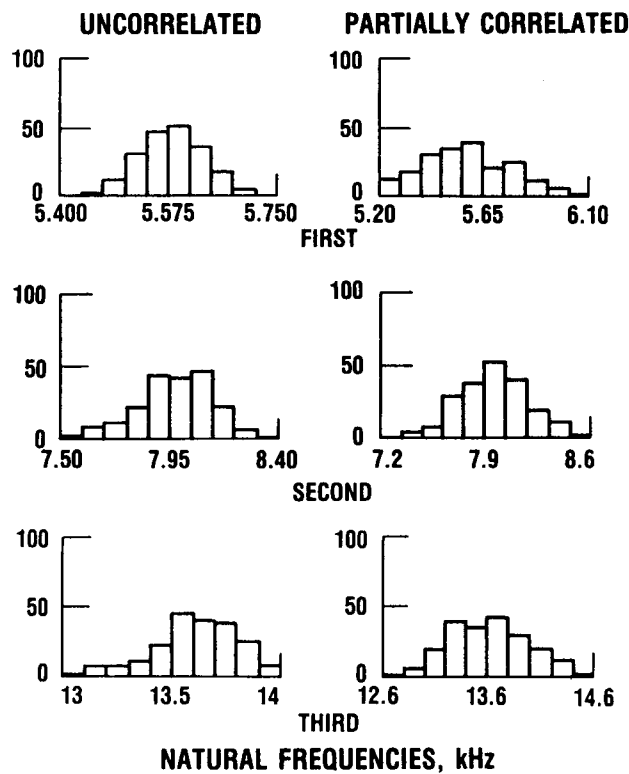 UNCORRELATED PARTIALLY CORRELATED
100 100
50 50
0 0
5.400 5.575 5.750 5.20 5.65 6.10
FIRST
100 100
50 50
0 0
7.50 7.95 8.40 7.2 7.9 8.6
SECOND
100 100
50 50
0 0
13 13.5 14 12.6 13.6 14.6
THIRD
NATURAL FREQUENCIES, kHz